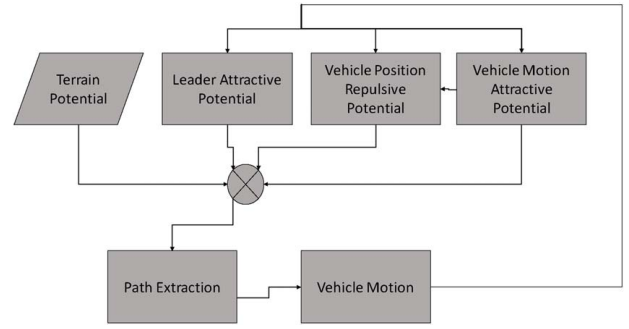 Terrain
Potential
Leader Attractive
Potential
Vehicle Position
Repulsive
Potential
Vehicle Motion
Attractive
Potential
Path Extraction
Vehicle Motion